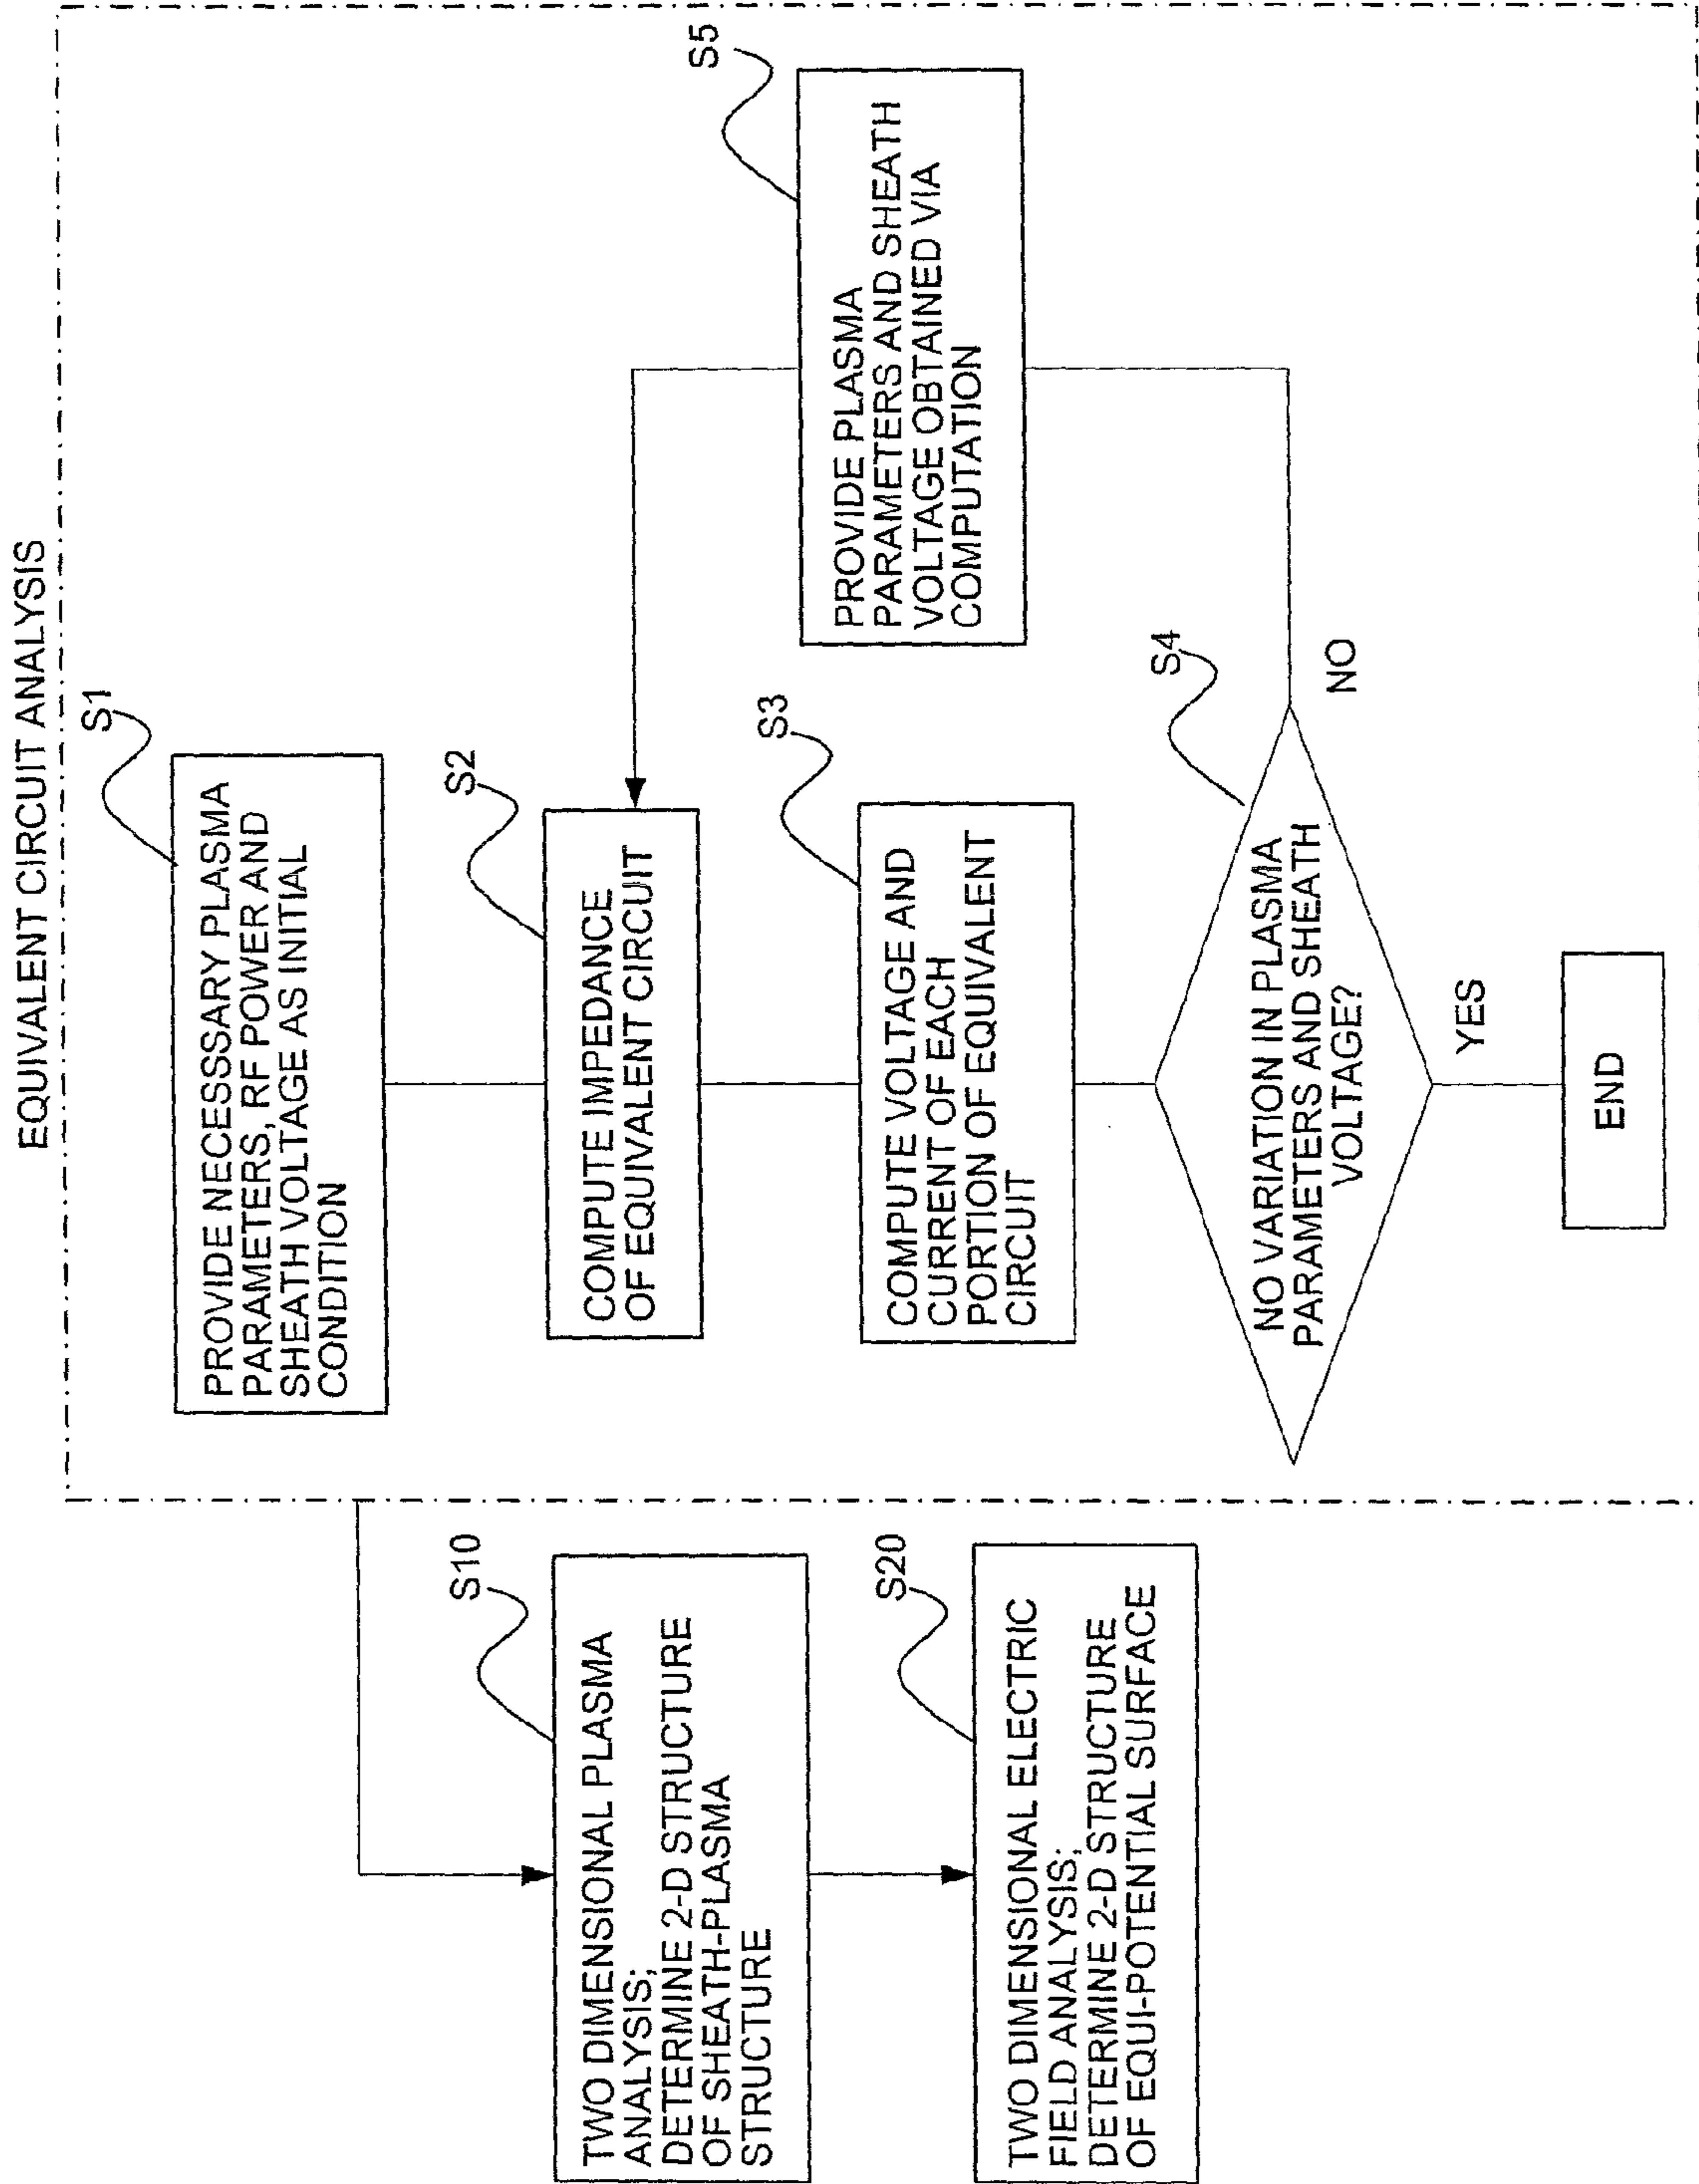 EQUIVALENT CIRCUIT ANALYSIS
S1
PROVIDE NECESSSARY PLASMA
PARAMETERS, RF POWER AND
SHEATH VOLTAGE AS INITIAL
CONDITION
S2
COMPUTE IMPEDANCE
OF EQUIVALENT CIRCUIT
S3
COMPUTE VOLTAGE AND
CURRENT OF EACH
PORTION OF EQUIVALENT
CIRCUIT
S4
NO VARIATION IN PLASMA
PARAMETERS AND SHEATH
VOLTAGE?
NO
YES
END
S5
PROVIDE PLASMA
PARAMETERS AND SHEATH
VOLTAGE OBTAINED VIA
COMPUTATION
S10
TWO DIMENSIONAL PLASMA
ANALYSIS;
DETERMINE 2-D STRUCTURE
OF SHEATH-PLASMA
STRUCTURE
S20
TWO DIMENSIONAL ELECTRIC
FIELD ANALYSIS;
DETERMINE 2-D STRUCTURE
OF EQUI-POTENTIAL SURFACE